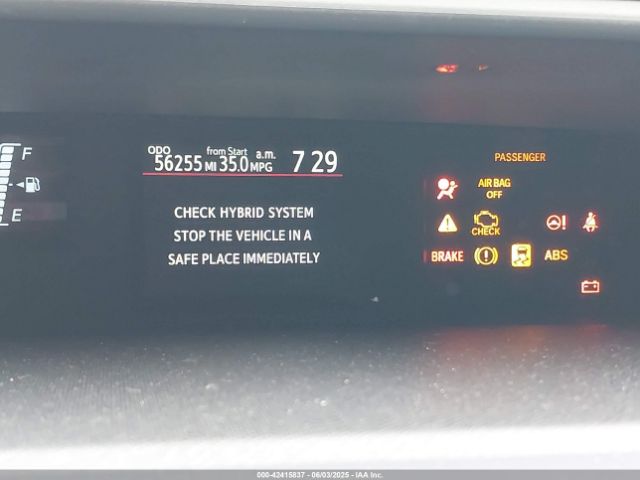 F
E
ODO from Start a.m.
56255 MI 35.0 MPG 7 29
CHECK HYBRID SYSTEM
STOP THE VEHICLE IN A
SAFE PLACE IMMEDIATELY
PASSENGER
AIR BAG
OFF
CHECK
BRAKE ABS
000-42415837 - 06/03/2025 - IAA Inc.